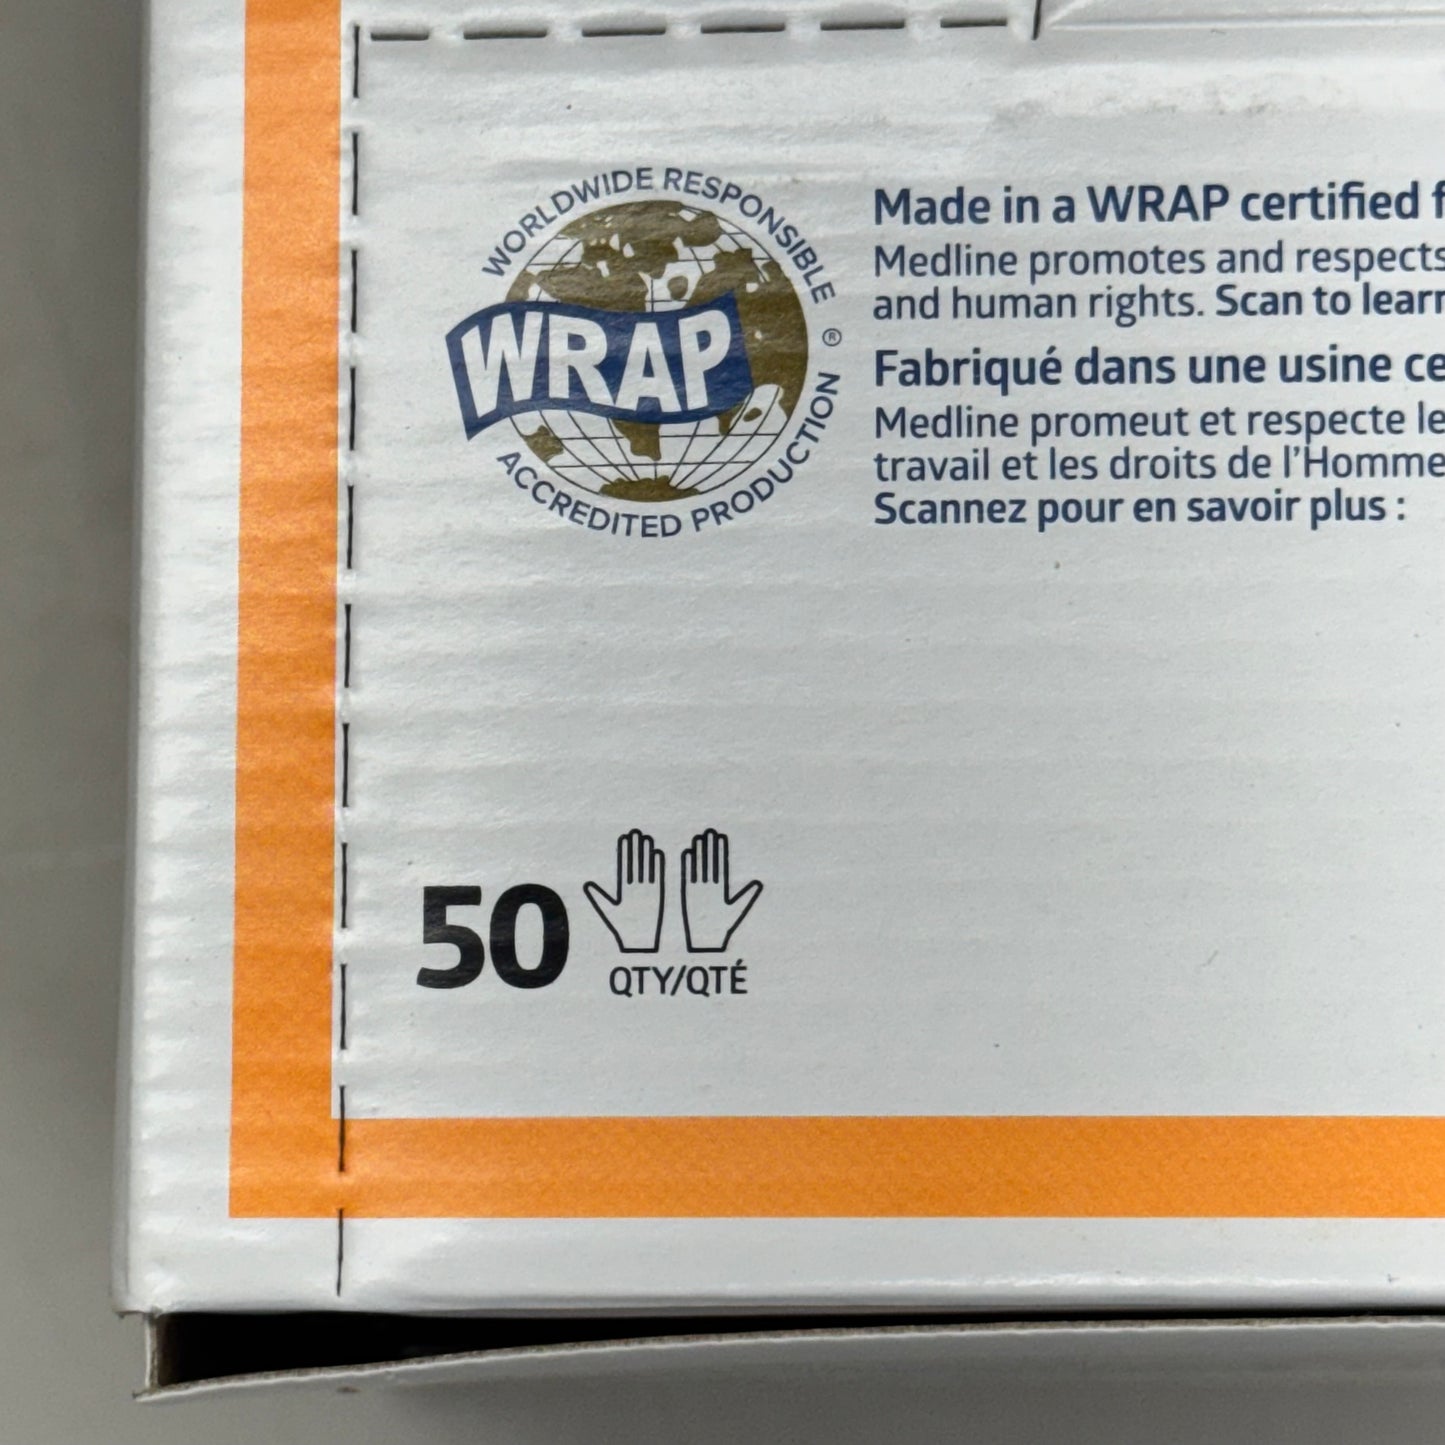 WORLDWIDE RESPONSIBLE
WRAP
®
ACCREDITED PRODUCTION
Made in a WRAP certified
Medline promotes and respects
and human rights. Scan to learn
Fabriqué dans une usine
Medline promeut et respecte
travail et les droits de l'Homme
Scannez pour en savoir plus :
50
QTY/QTÉ